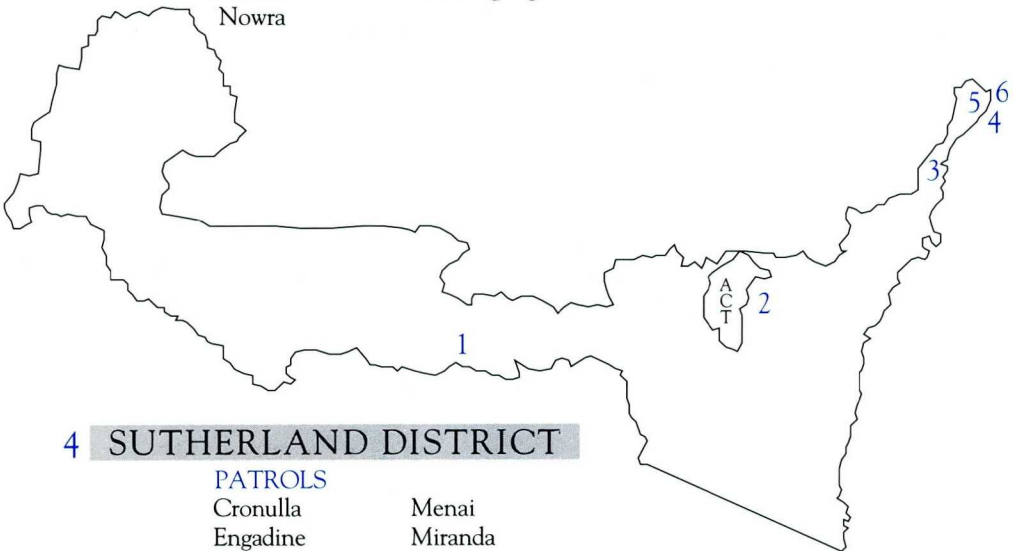 Nowra
5 6
4
3
A
C
T
2
1
4 SUTHERLAND DISTRICT
PATROLS
Cronulla Menai
Engadine Miranda